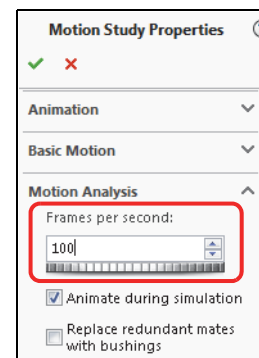 Motion Study Properties
Animation
Basic Motion
Motion Analysis
Frames per second:
100
Animate during simulation
Replace redundant mates
with bushings